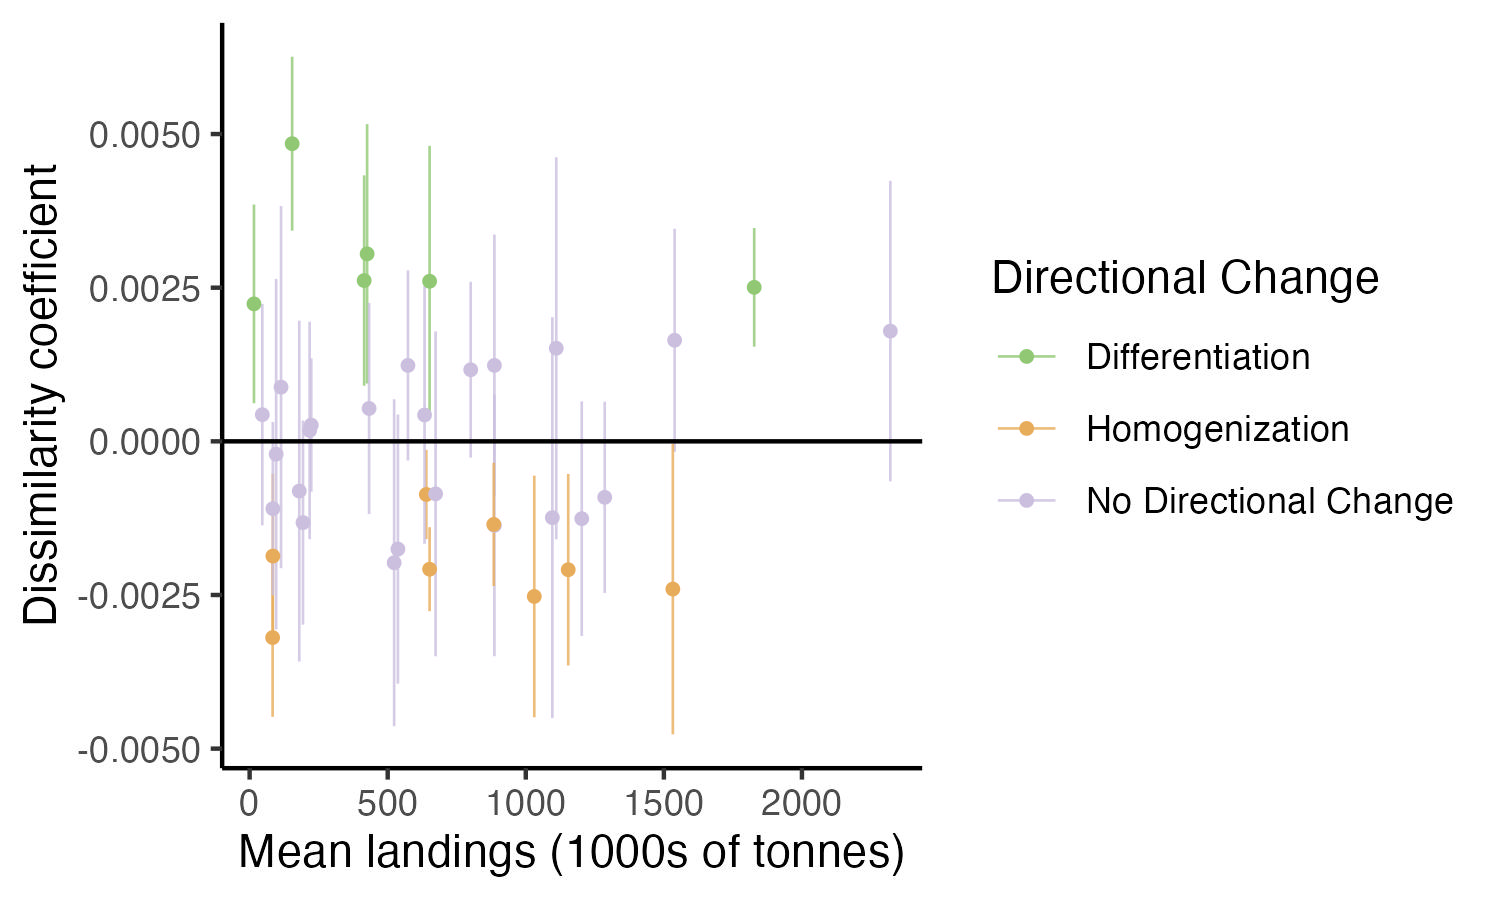 Dissimilarity coefficient
0.0050
0.0025
0.0000
-0.0025
-0.0050
0 500 1000 1500 2000
Mean landings (1000s of tonnes)
Directional Change
Differentiation
Homogenization
No Directional Change